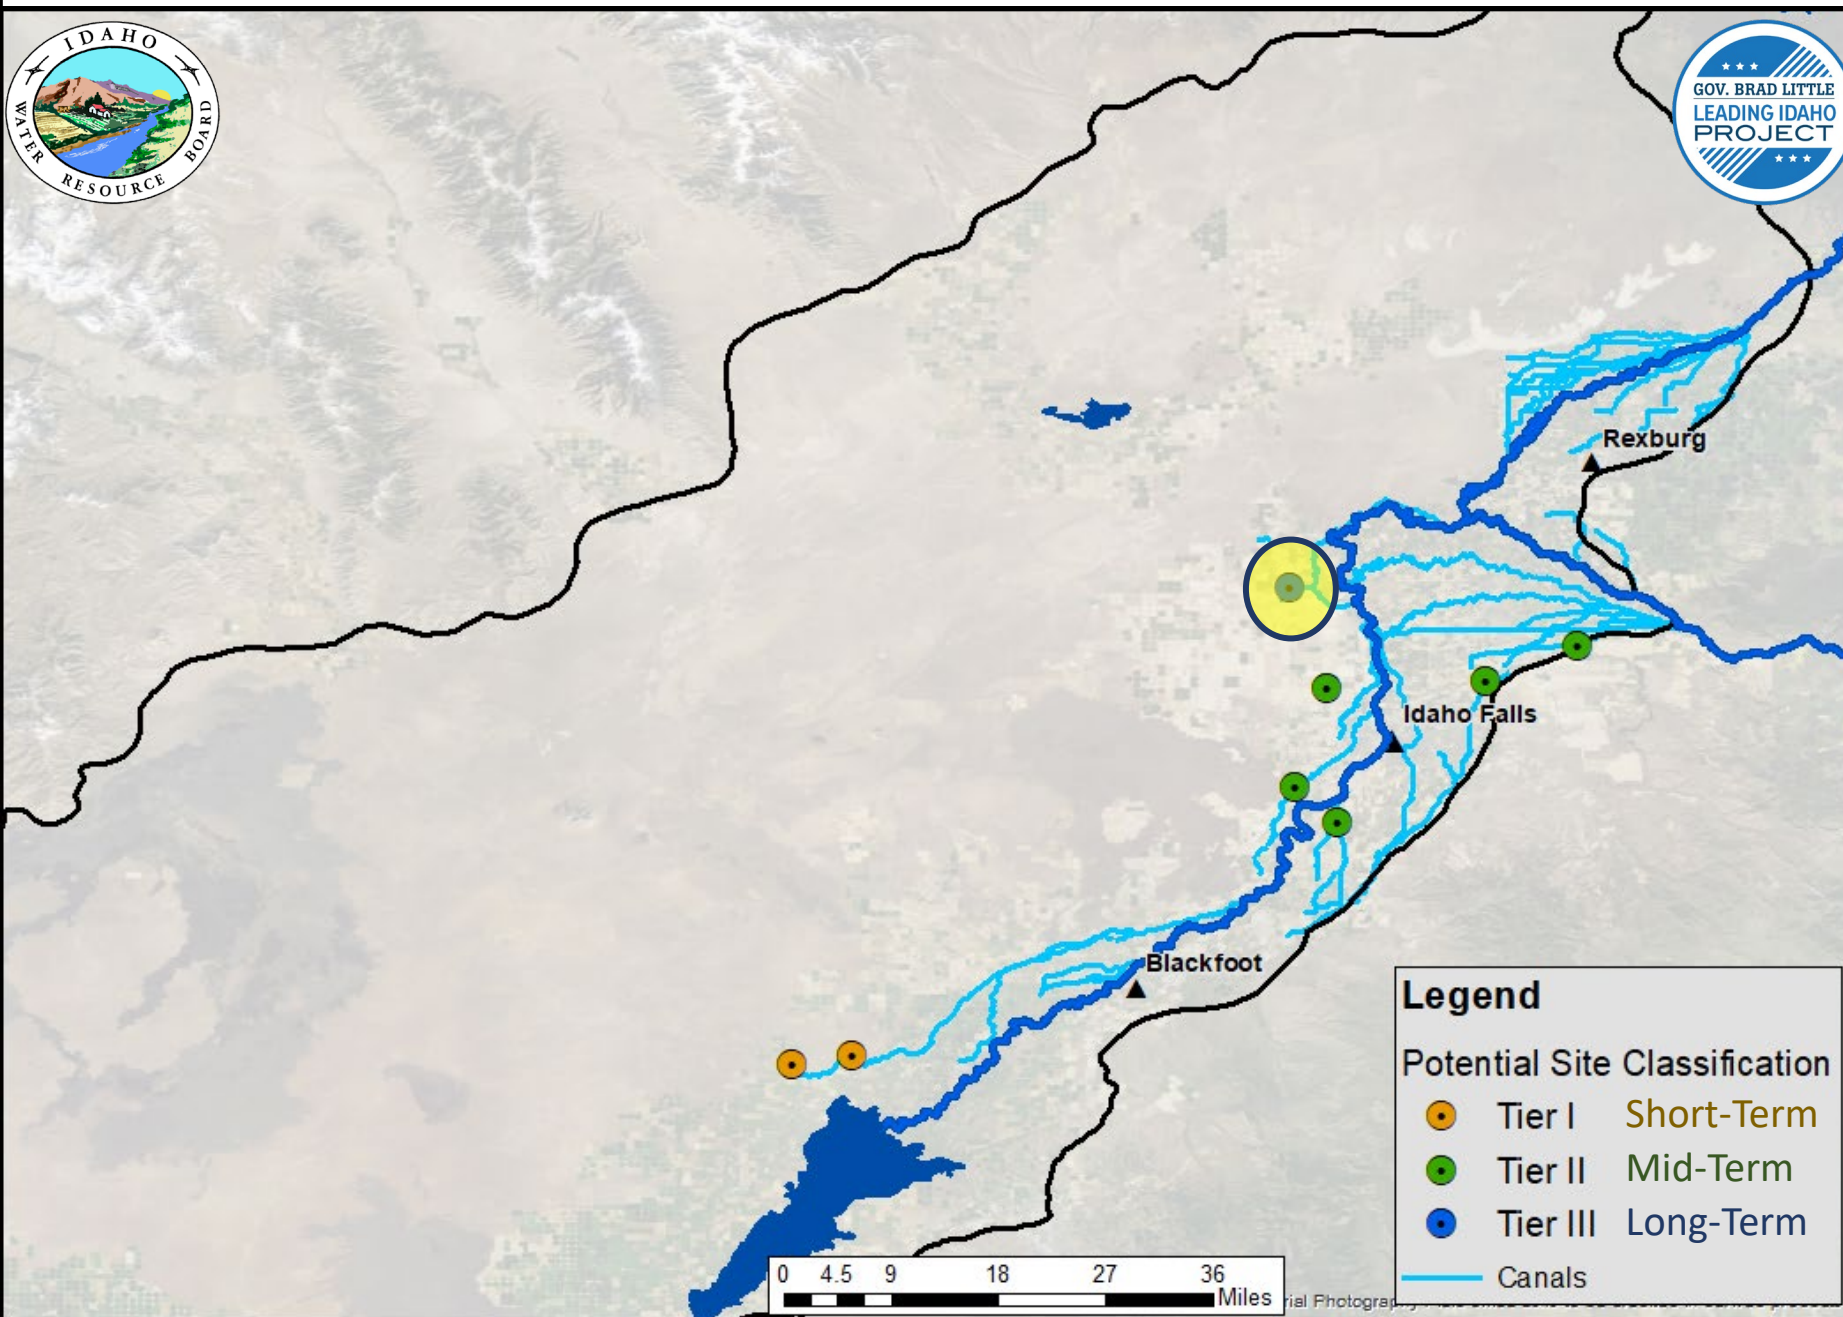 IDAHO
WATER RESOURCE BOARD
GOV. BRAD LITTLE
LEADING IDAHO
PROJECT
Rexburg
Idaho Falls
Blackfoot
Legend
Potential Site Classification
Tier I Short-Term
Tier II Mid-Term
Tier III Long-Term
Canals
0 4.5 9 18 27 36
Miles
rial Photography